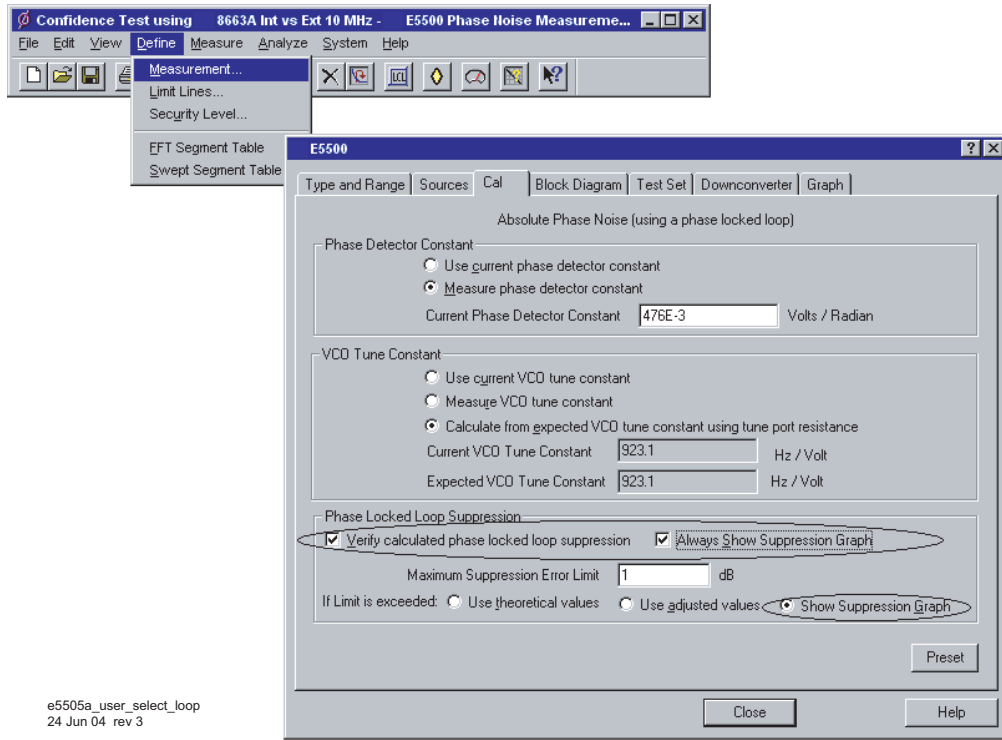 Confidence Test using 8663A Int vs Ext 10 MHz - E5500 Phase Noise Measureme...
File Edit View Define Measure Analyze System Help
Measurement...
LCL
Limit Lines...
Security Level...
FFT Segment Table
Swept Segment Table
E5500
Type and Range Sources Cal Block Diagram Test Set Downconverter Graph
Absolute Phase Noise (using a phase locked loop)
Phase Detector Constant
Use current phase detector constant
Measure phase detector constant
Current Phase Detector Constant 476E-3 Volts / Radian
VCO Tune Constant
Use current VCO tune constant
Measure VCO tune constant
Calculate from expected VCO tune constant using tune port resistance
Current VCO Tune Constant 923.1 Hz / Volt
Expected VCO Tune Constant 923.1 Hz / Volt
Phase Locked Loop Suppression
Verify calculated phase locked loop suppression Always Show Suppression Graph
Maximum Suppression Error Limit 1 dB
If Limit is exceeded: Use theoretical values Use adjusted values Show Suppression Graph
Preset
Close Help
e5505a_user_select_loop
24 Jun 04 rev 3